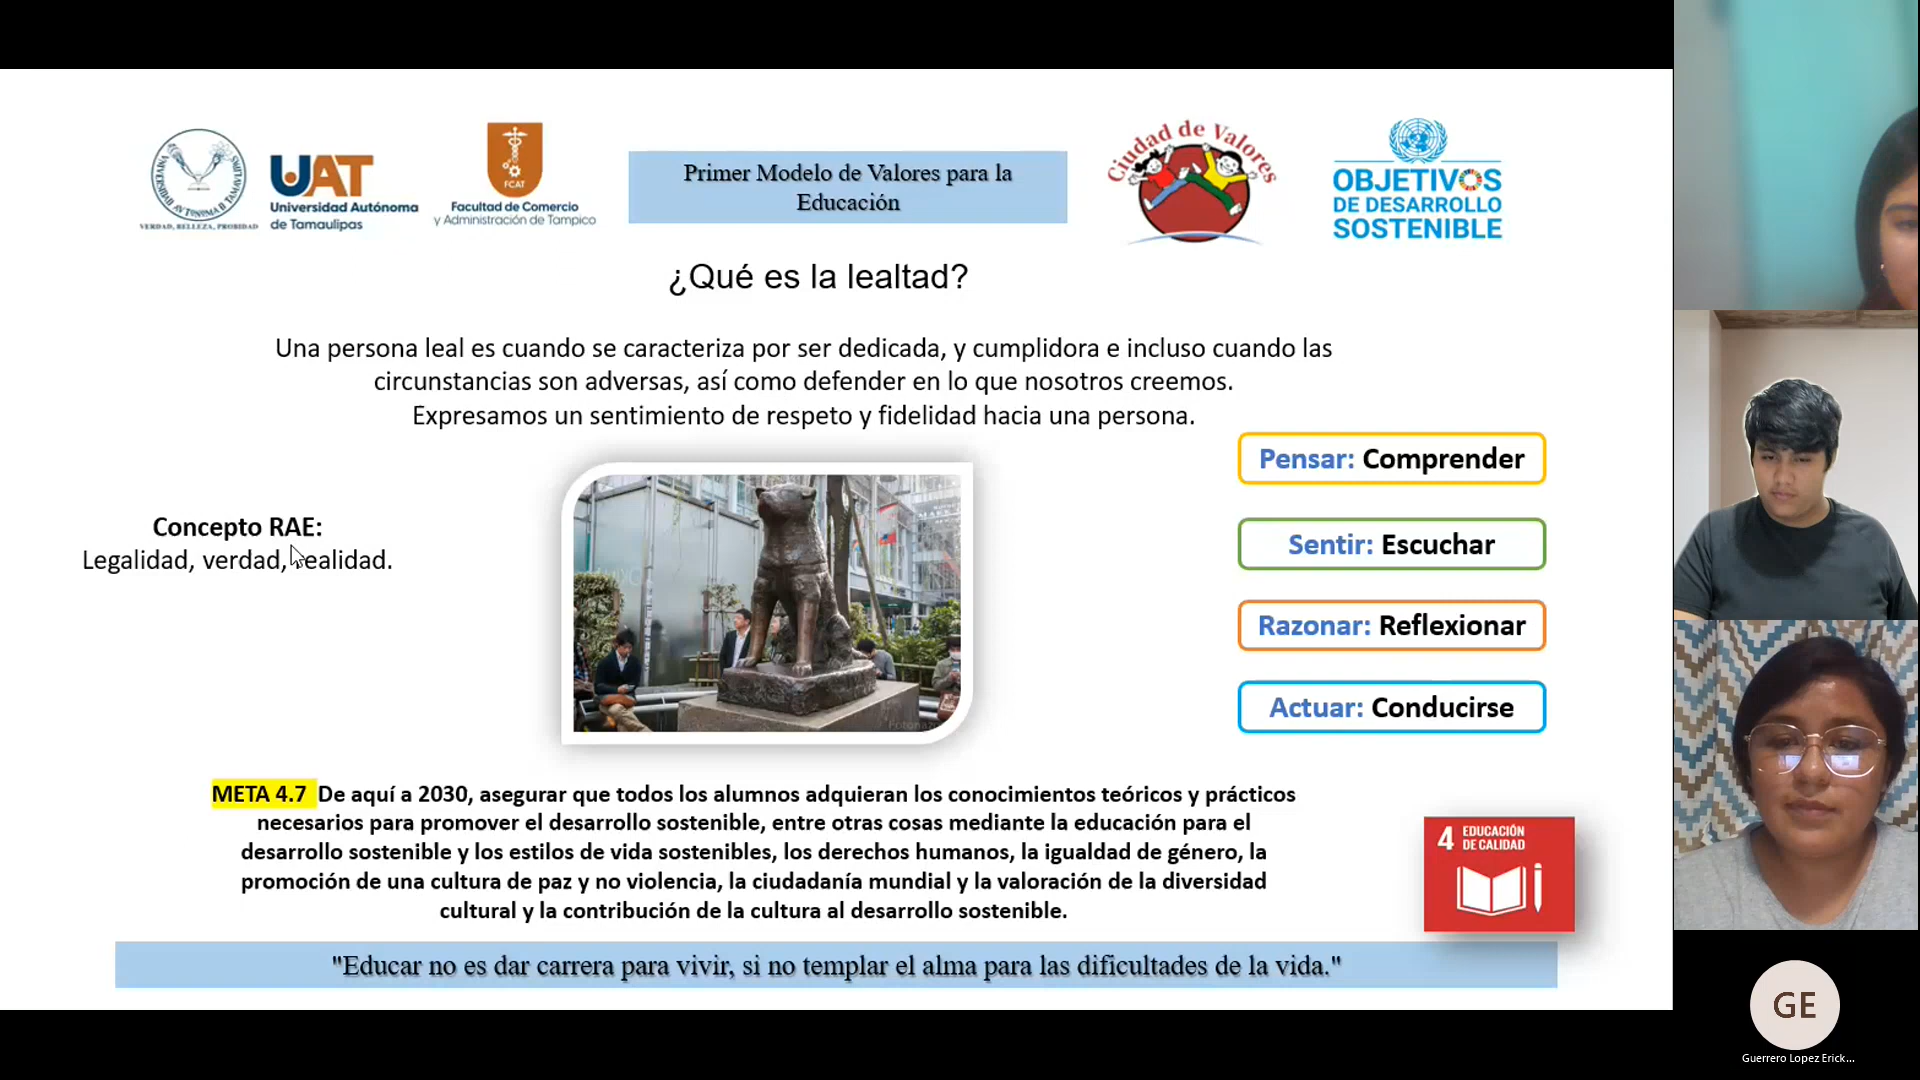 UNIVERSIDAD AUTÓNOMA DE TAMAULIPAS
VERDAD, BELLEZA, PROBIDAD
UAT
Universidad Autónoma
de Tamaulipas
FCAT
Facultad de Comercio
y Administración de Tampico
Primer Modelo de Valores para la
Educación
Ciudad de Valores
OBJETIVOS
DE DESARROLLO
SOSTENIBLE
¿Qué es la lealtad?
Una persona leal es cuando se caracteriza por ser dedicada, y cumplidora e incluso cuando las
circunstancias son adversas, así como defender en lo que nosotros creemos.
Expresamos un sentimiento de respeto y fidelidad hacia una persona.
Concepto RAE:
Legalidad, verdad, realidad.
Pensar: Comprender
Sentir: Escuchar
Razonar: Reflexionar
Actuar: Conducirse
META 4.7 De aquí a 2030, asegurar que todos los alumnos adquieran los conocimientos teóricos y prácticos
necesarios para promover el desarrollo sostenible, entre otras cosas mediante la educación para el
desarrollo sostenible y los estilos de vida sostenibles, los derechos humanos, la igualdad de género, la
promoción de una cultura de paz y no violencia, la ciudadanía mundial y la valoración de la diversidad
cultural y la contribución de la cultura al desarrollo sostenible.
4 EDUCACIÓN
DE CALIDAD
"Educar no es dar carrera para vivir, si no templar el alma para las dificultades de la vida."
GE
Guerrero Lopez Erick...